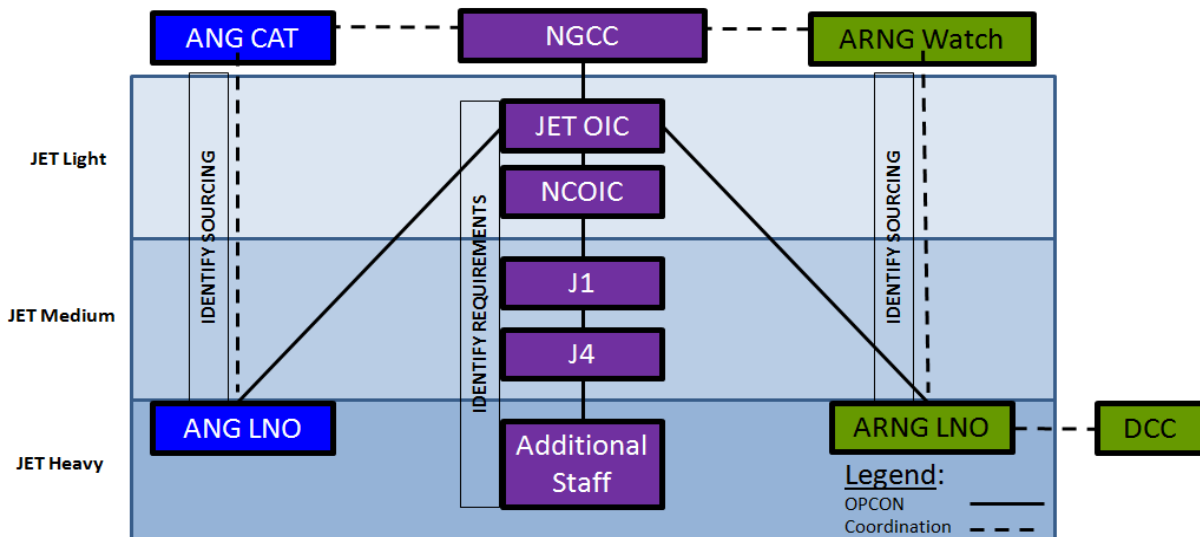 ANG CAT
NGCC
ARNG Watch
JET Light
IDENTIFY SOURCING
IDENTIFY REQUIREMENTS
JET OIC
NCOIC
IDENTIFY SOURCING
JET Medium
J1
J4
JET Heavy
ANG LNO
Additional
Staff
ARNG LNO
DCC
Legend:
OPCON
Coordination